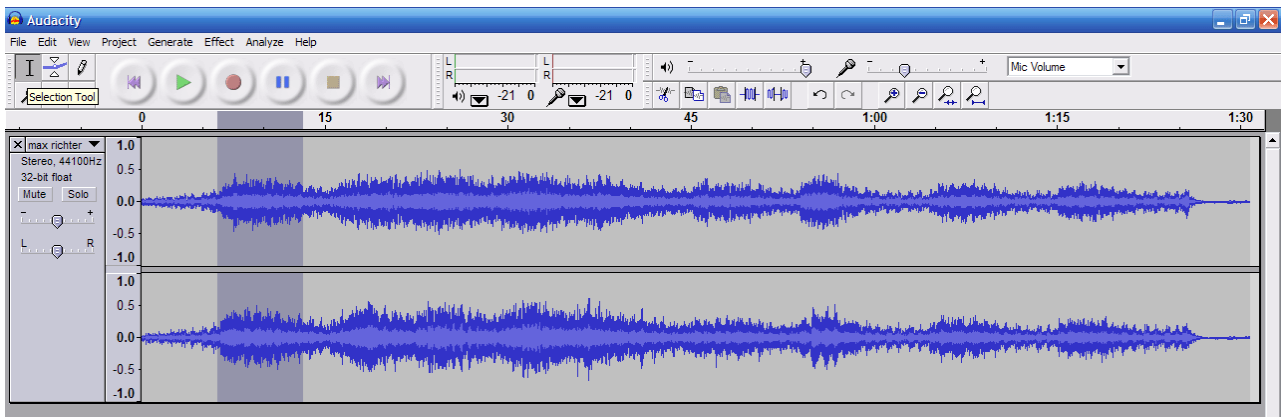 Audacity
File Edit View Project Generate Effect Analyze Help
L L
R R
-21 0 -21 0
- + - + Mic Volume
Selection Tool
0 15 30 45 1:00 1:15 1:30
X max richter
Stereo, 44100Hz
32-bit float
Mute Solo
- +
L R
1.0
0.5
0.0
-0.5
-1.0
1.0
0.5
0.0
-0.5
-1.0